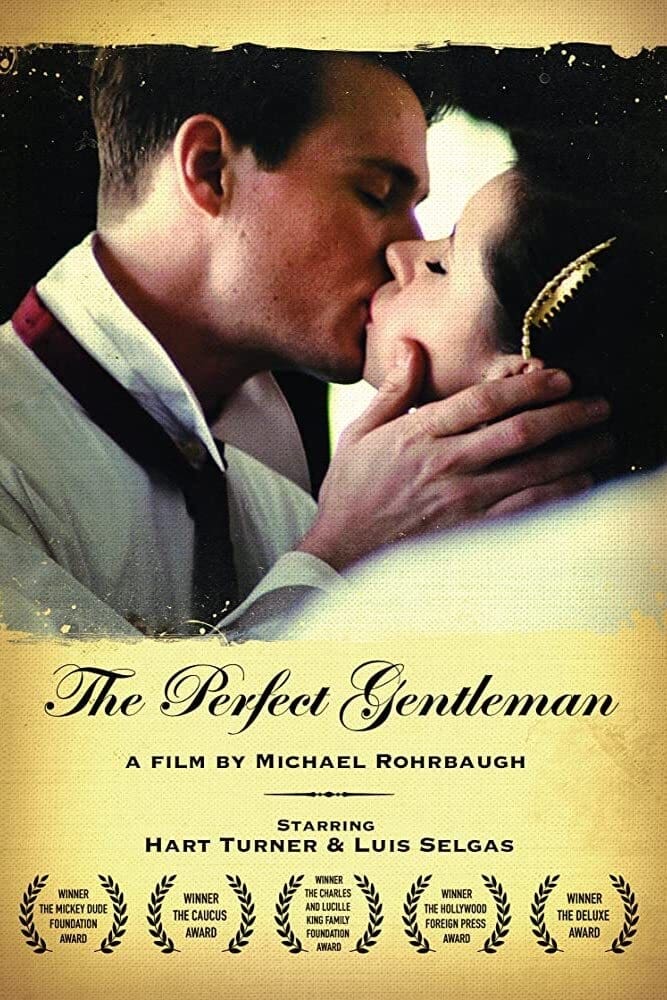 The Perfect Gentleman
A FILM BY MICHAEL ROHRBAUGH
STARRING
HART TURNER & LUIS SELGAS
WINNER
THE MICKEY DUDE
FOUNDATION
AWARD
WINNER
THE CAUCUS
AWARD
WINNER
THE CHARLES
AND LUCILLE
KING FAMILY
FOUNDATION
AWARD
WINNER
THE HOLLYWOOD
FOREIGN PRESS
AWARD
WINNER
THE DELUXE
AWARD